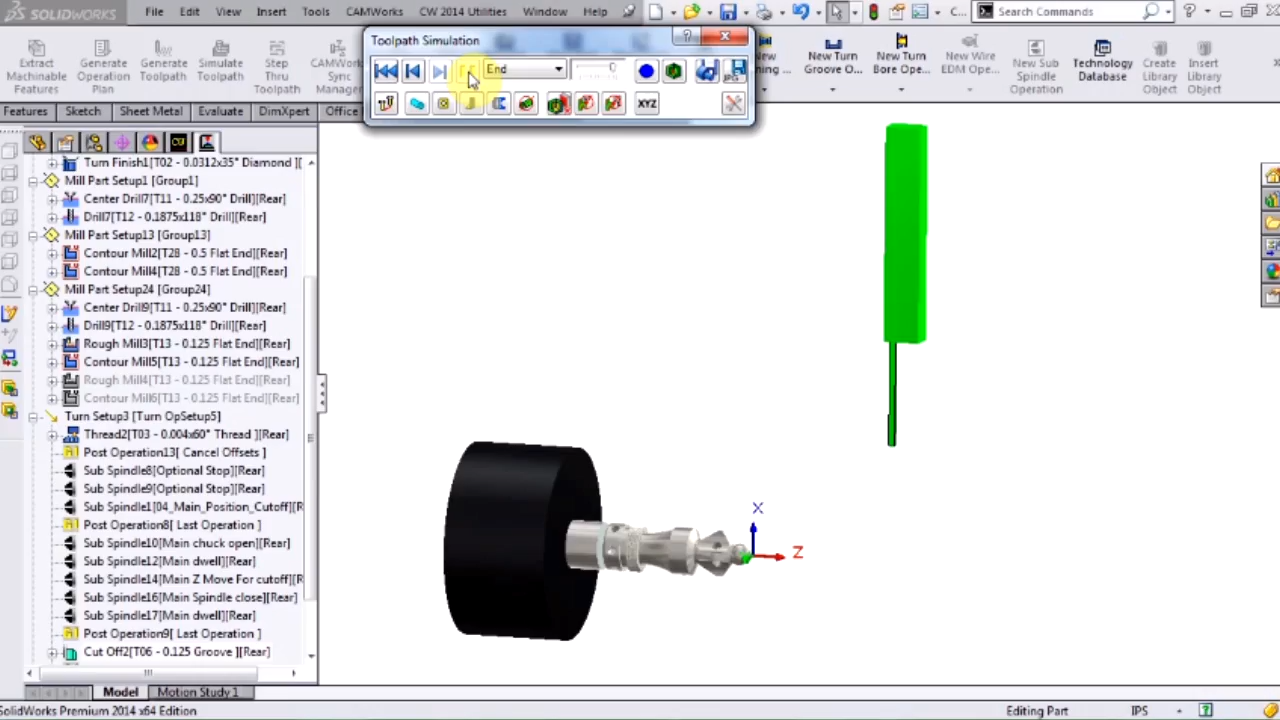 SOLIDWORKS File Edit View Insert Tools CAMWorks CW 2014 Utilities Window Help C... Search Commands
Toolpath Simulation
End
XYZ
Extract Machinable Features
Generate Operation Plan
Generate Toolpath
Simulate Toolpath
Step Thru Toolpath
CAMWorks Sync Manager
New Turn Groove O...
New Turn Bore Ope...
New Wire EDM Ope...
New Sub Spindle Operation
Technology Database
Create Library Object
Insert Library Object
Features Sketch Sheet Metal Evaluate DimXpert Office
Turn Finish1[T02 - 0.0312x35° Diamond ][
Mill Part Setup1 [Group1]
Center Drill7[T11 - 0.25x90° Drill][Rear]
Drill7[T12 - 0.1875x118° Drill][Rear]
Mill Part Setup13 [Group13]
Contour Mill2[T28 - 0.5 Flat End][Rear]
Contour Mill4[T28 - 0.5 Flat End][Rear]
Mill Part Setup24 [Group24]
Center Drill9[T11 - 0.25x90° Drill][Rear]
Drill9[T12 - 0.1875x118° Drill][Rear]
Rough Mill3[T13 - 0.125 Flat End][Rear]
Contour Mill5[T13 - 0.125 Flat End][Rear]
Rough Mill4[T13 - 0.125 Flat End][Rear]
Contour Mill6[T13 - 0.125 Flat End][Rear]
Turn Setup3 [Turn OpSetup5]
Thread2[T03 - 0.004x60° Thread ][Rear]
Post Operation13[ Cancel Offsets ]
Sub Spindle8[Optional Stop][Rear]
Sub Spindle9[Optional Stop][Rear]
Sub Spindle1[04_Main_Position_Cutoff][R
Post Operation8[ Last Operation ]
Sub Spindle10[Main chuck open][Rear]
Sub Spindle12[Main dwell][Rear]
Sub Spindle14[Main Z Move For cutoff][R
Sub Spindle16[Main Spindle close][Rear]
Sub Spindle17[Main dwell][Rear]
Post Operation9[ Last Operation ]
Cut Off2[T06 - 0.125 Groove ][Rear]
X
Z
Model Motion Study 1
SolidWorks Premium 2014 x64 Edition Editing Part IPS